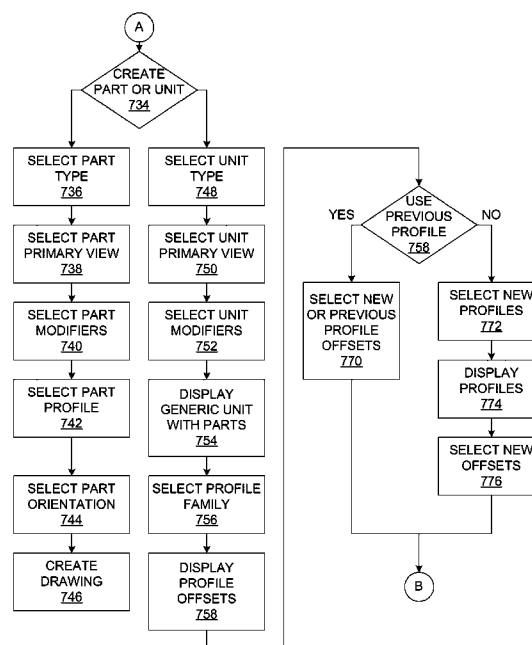 A
CREATE
PART OR UNIT
734
SELECT PART
TYPE
736
SELECT PART
PRIMARY VIEW
738
SELECT PART
MODIFIERS
740
SELECT PART
PROFILE
742
SELECT PART
ORIENTATION
744
CREATE
DRAWING
746
SELECT UNIT
TYPE
748
SELECT UNIT
PRIMARY VIEW
750
SELECT UNIT
MODIFIERS
752
DISPLAY
GENERIC UNIT
WITH PARTS
754
SELECT PROFILE
FAMILY
756
DISPLAY
PROFILE
OFFSETS
758
YES
USE
PREVIOUS
PROFILE
758
NO
SELECT NEW
OR PREVIOUS
PROFILE
OFFSETS
770
SELECT NEW
PROFILES
772
DISPLAY
PROFILES
774
SELECT NEW
OFFSETS
776
B